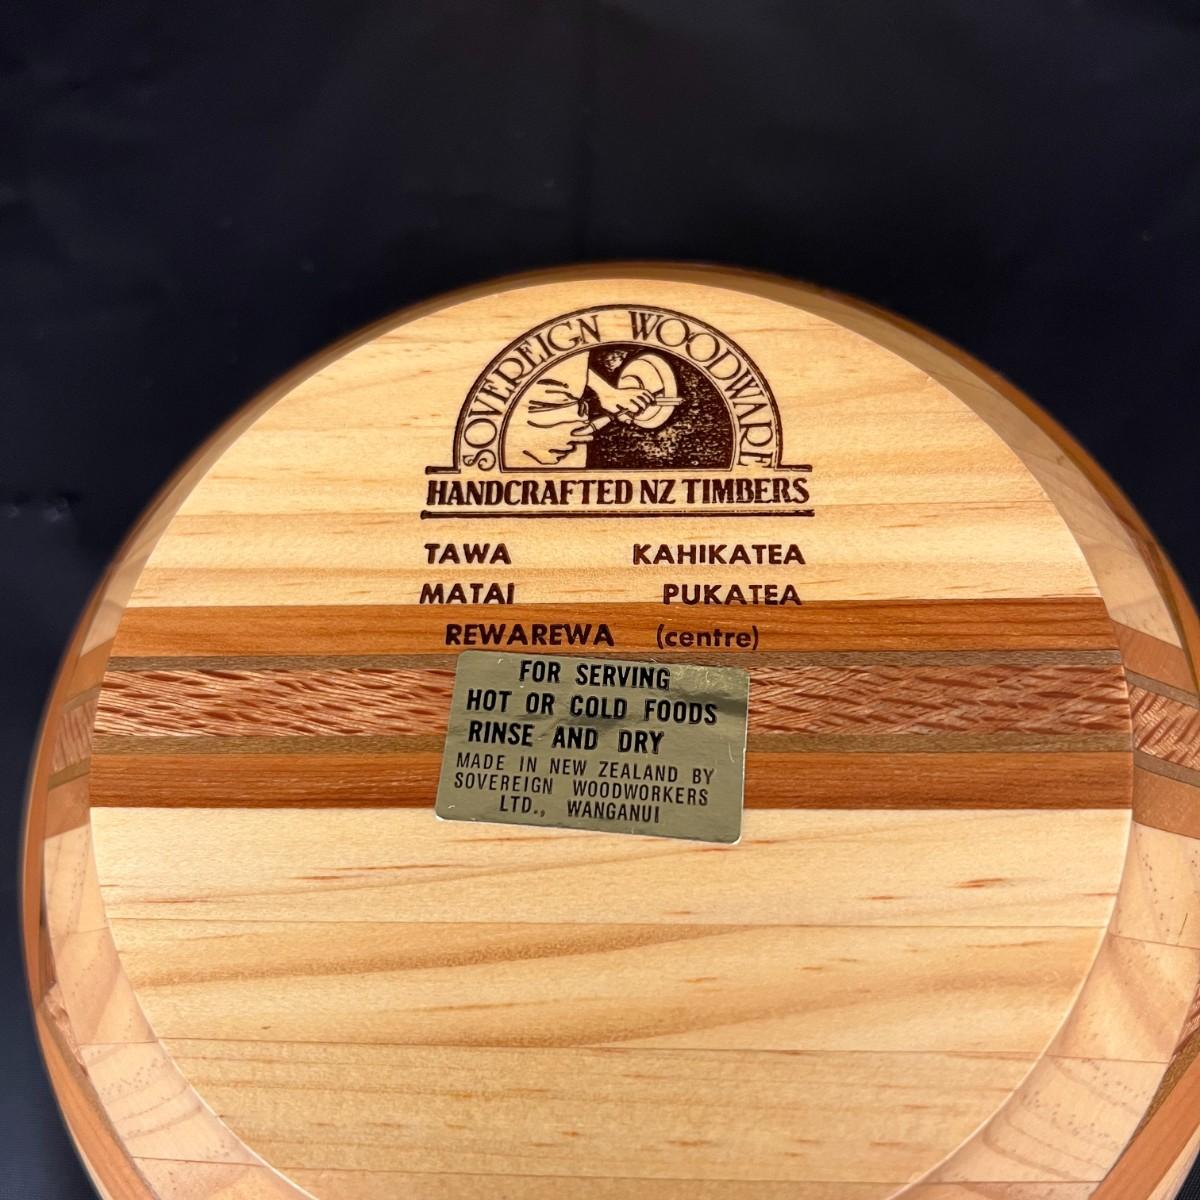 SOVEREIGN WOODWARE
HANDCRAFTED NZ TIMBERS
TAWA KAHIKATEA
MATAI PUKATEA
REWAREWA (centre)
FOR SERVING
HOT OR COLD FOODS
RINSE AND DRY
MADE IN NEW ZEALAND BY
SOVEREIGN WOODWORKERS
LTD., WANGANUI